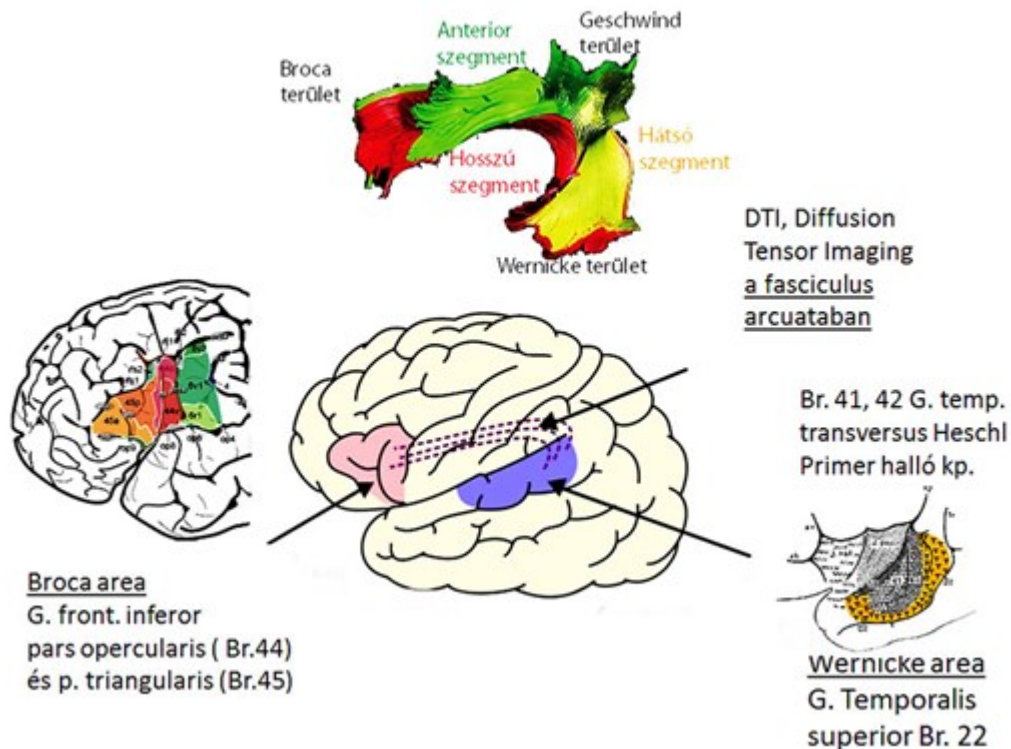 Geschwind
terület
Anterior
szegment
Broca
terület
Hátsó
szegment
Hosszú
szegment
Wernicke terület
DTI, Diffusion
Tensor Imaging
a fasciculus
arcuataban
Br. 41, 42 G. temp.
transversus Heschl
Primer halló kp.
Broca area
G. front. inferor
pars opercularis ( Br.44)
és p. triangularis (Br.45)
Wernicke area
G. Temporalis
superior Br. 22